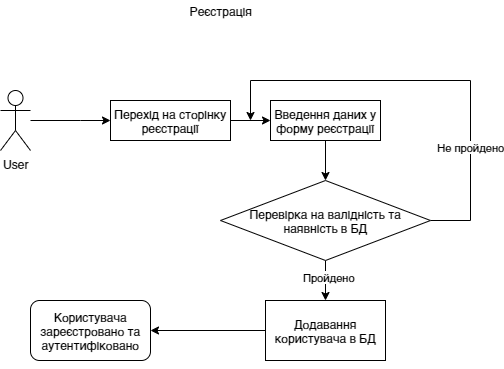 Реєстрація
Перехід на сторінку
реєстрації
Введення даних у
форму реєстрації
User
Не пройдено
Перевірка на валідність та
наявність в БД
Пройдено
Додавання
користувача в БД
Користувача
зареєстровано та
аутентифіковано